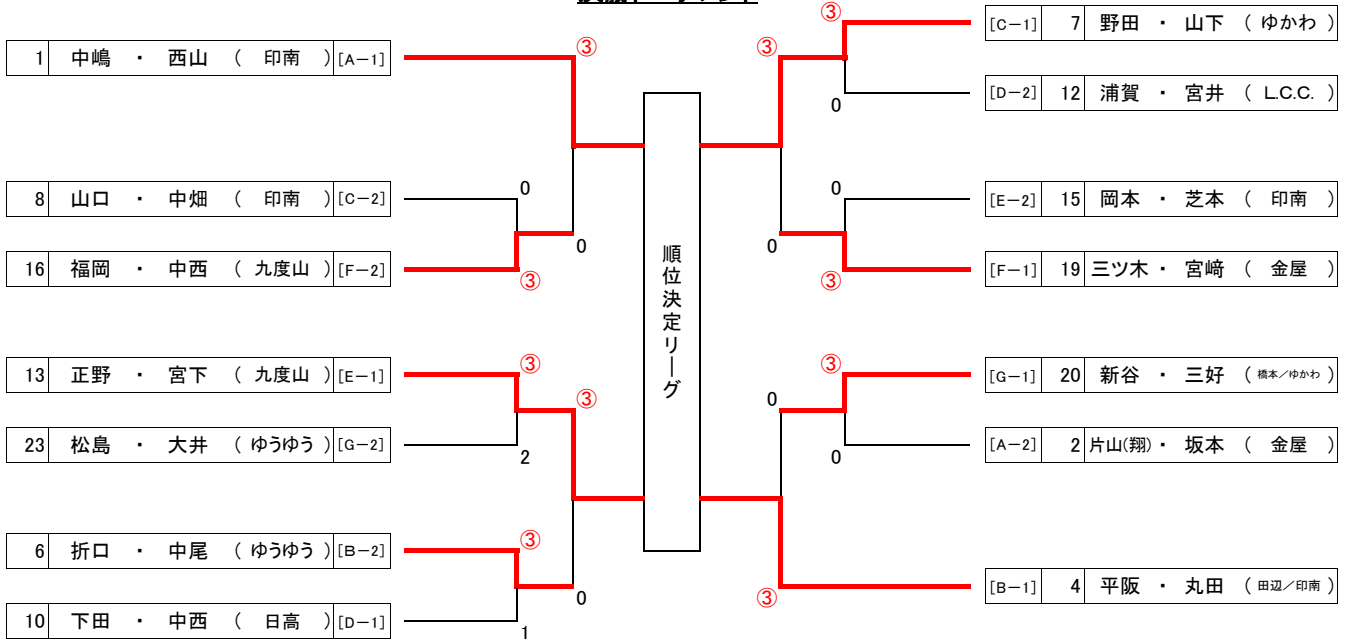 ③
[C-1] 7 野田 ・ 山下 ( ゆかわ )
③
③
1 中嶋 ・ 西山 ( 印南 ) [A-1]
[D-2] 12 浦賀 ・ 宮井 ( L.C.C. )
0
0
0
8 山口 ・ 中畑 ( 印南 ) [C-2]
[E-2] 15 岡本 ・ 芝本 ( 印南 )
0
0
16 福岡 ・ 中西 ( 九度山 ) [F-2]
③
③
[F-1] 19 三ツ木 ・ 宮﨑 ( 金屋 )
順位決定リーグ
③
③
13 正野 ・ 宮下 ( 九度山 ) [E-1]
[G-1] 20 新谷 ・ 三好 ( 橋本/ゆかわ )
③
0
23 松島 ・ 大井 ( ゆうゆう ) [G-2]
[A-2] 2 片山(翔) ・ 坂本 ( 金屋 )
2
0
③
6 折口 ・ 中尾 ( ゆうゆう ) [B-2]
[B-1] 4 平阪 ・ 丸田 ( 田辺/印南 )
0
③
10 下田 ・ 中西 ( 日高 ) [D-1]
1